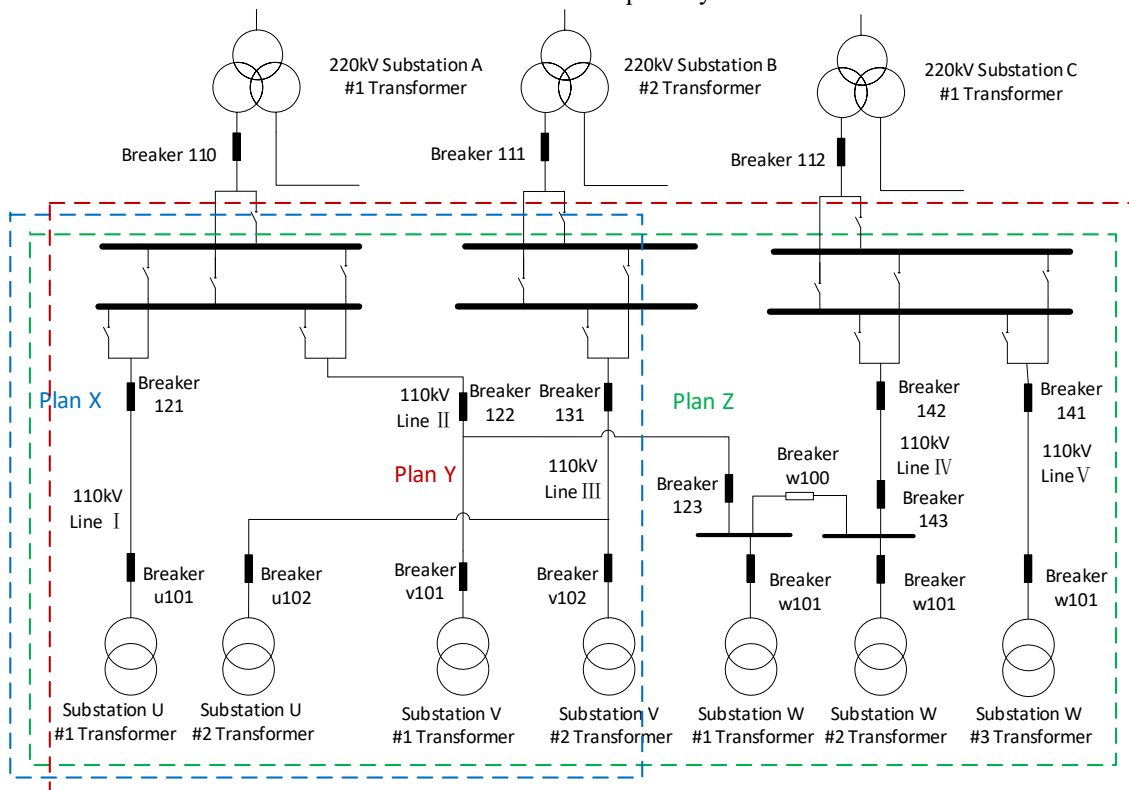 220kV Substation A
#1 Transformer
220kV Substation B
#2 Transformer
220kV Substation C
#1 Transformer
Breaker 110
Breaker 111
Breaker 112
Plan X
Breaker
121
110kV
Line II
Breaker
122
Breaker
131
Plan Z
Breaker
142
Breaker
141
Plan Y
110kV
Line III
Breaker
w100
110kV
Line IV
110kV
Line V
110kV
Line I
Breaker
123
Breaker
143
Breaker
u101
Breaker
u102
Breaker
v101
Breaker
v102
Breaker
w101
Breaker
w101
Breaker
w101
Substation U
#1 Transformer
Substation U
#2 Transformer
Substation V
#1 Transformer
Substation V
#2 Transformer
Substation W
#1 Transformer
Substation W
#2 Transformer
Substation W
#3 Transformer